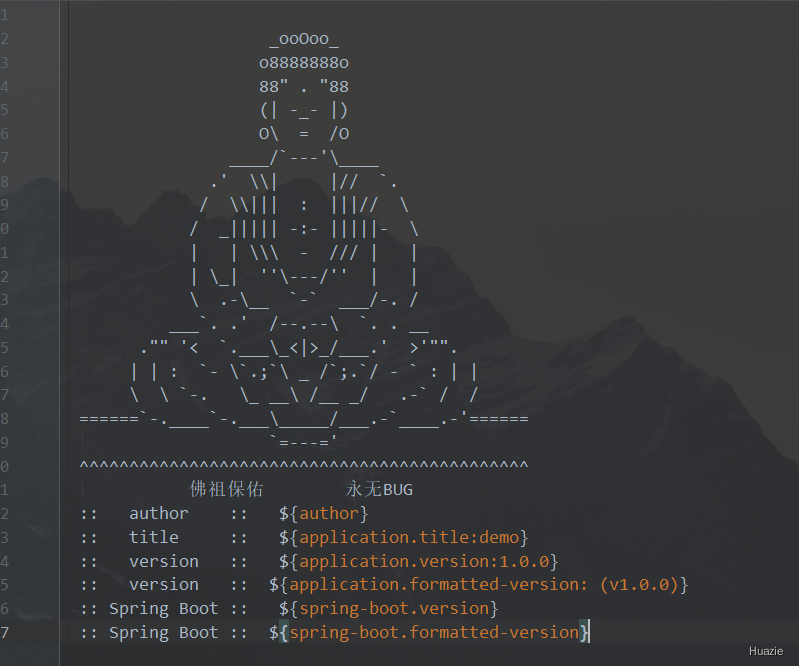 1
2                    _ooOoo_
3                   o8888888o
4                   88" . "88
5                   (| -_- |)
6                   O\  =  /O
7                ____/`---'\____
8              .'  \\|     |//  `.
9             /  \\|||  :  |||//  \
0            /  _||||| -:- |||||-  \
1            |   | \\\  -  /// |   |
2            | \_|  ''\---/''  |   |
3            \  .-\__  `-`  ___/-. /
4          ___`. .'  /--.--\  `. . __
5       ."" '<  `.___\_<|>_/___.'  >'"".
6      | | :  `- \`.;`\ _ /`;.`/ - ` : | |
7      \  \ `-.   \_ __\ /__ _/   .-` /  /
8 ======`-.____`-.___\_____/___.-`____.-'======
9                    `=---='
0 ^^^^^^^^^^^^^^^^^^^^^^^^^^^^^^^^^^^^^^^^^^^^^
1            佛祖保佑        永无BUG
2 ::   author    ::   ${author}
3 ::   title     ::   ${application.title:demo}
4 ::   version   ::   ${application.version:1.0.0}
5 ::   version   ::  ${application.formatted-version: (v1.0.0)}
6 :: Spring Boot ::   ${spring-boot.version}
7 :: Spring Boot ::  ${spring-boot.formatted-version}
Huazie